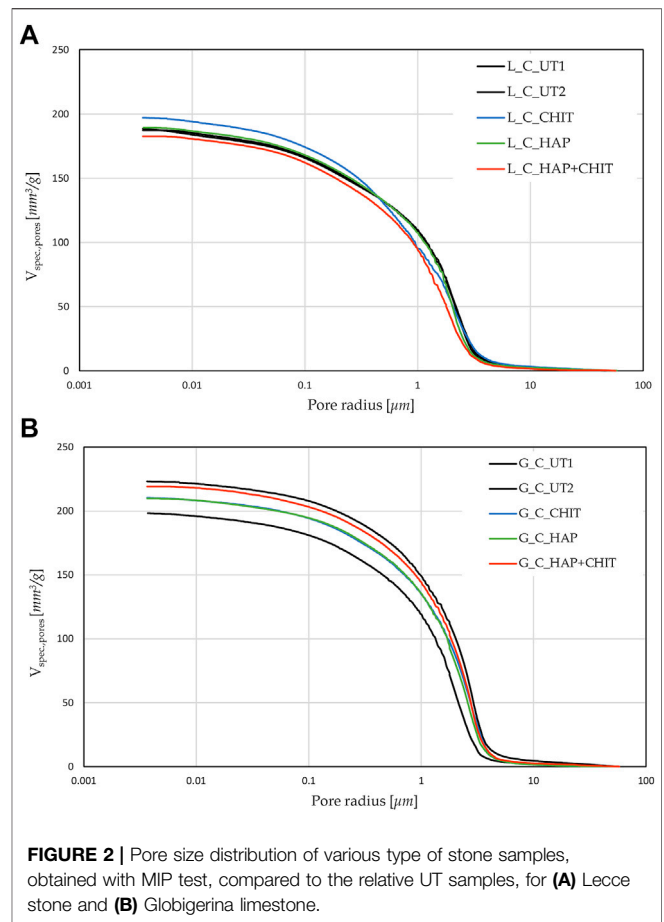 A
250
200
150
100
50
0
V_spec.,pores [mm³/g]
0.001
0.01
0.1
1
10
100
Pore radius [μm]
L_C_UT1
L_C_UT2
L_C_CHIT
L_C_HAP
L_C_HAP+CHIT
B
250
200
150
100
50
0
V_spec.,pores [mm³/g]
0.001
0.01
0.1
1
10
100
Pore radius [μm]
G_C_UT1
G_C_UT2
G_C_CHIT
G_C_HAP
G_C_HAP+CHIT
FIGURE 2 | Pore size distribution of various type of stone samples,
obtained with MIP test, compared to the relative UT samples, for (A) Lecce
stone and (B) Globigerina limestone.